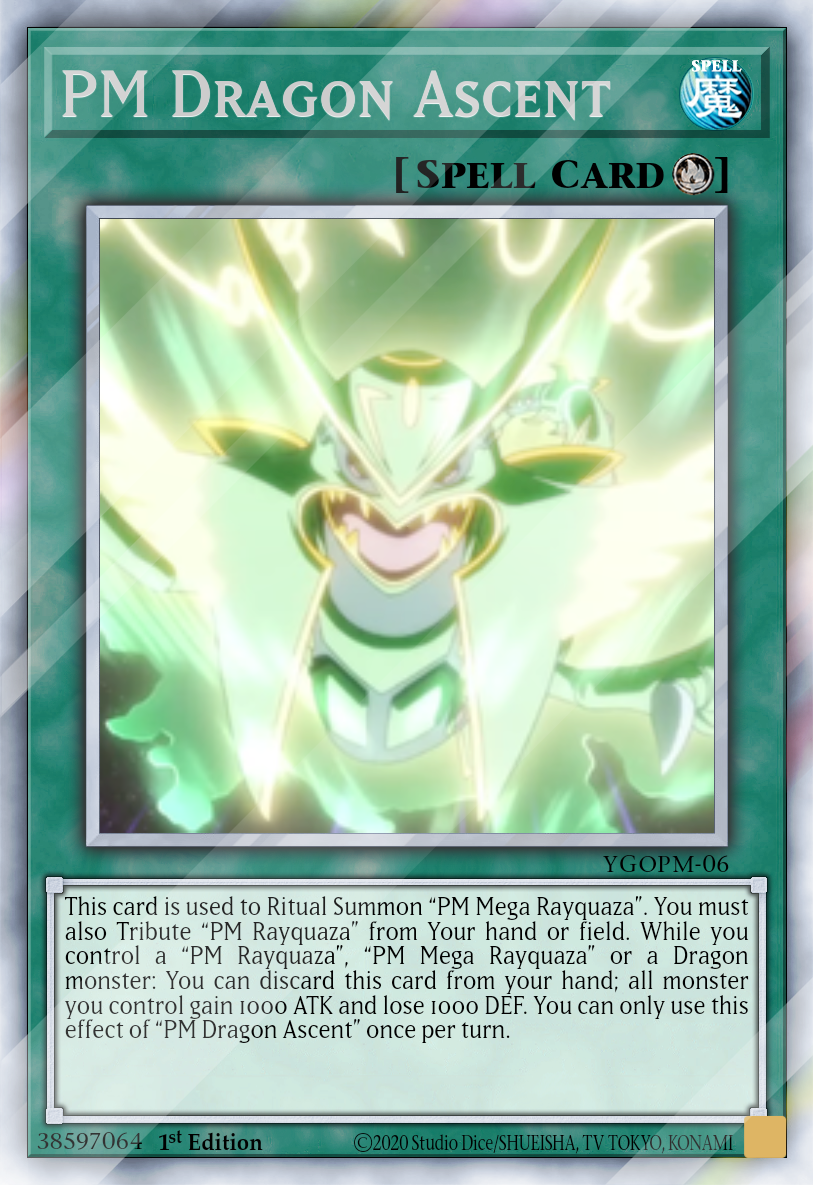 PM Dragon Ascent
SPELL
魔
[ Spell Card ]
YGOPM-06
This card is used to Ritual Summon “PM Mega Rayquaza”. You must
also Tribute “PM Rayquaza” from Your hand or field. While you
control a “PM Rayquaza”, “PM Mega Rayquaza” or a Dragon
monster: You can discard this card from your hand; all monster
you control gain 1000 ATK and lose 1000 DEF. You can only use this
effect of “PM Dragon Ascent” once per turn.
38597064 1st Edition ©2020 Studio Dice/SHUEISHA, TV TOKYO, KONAMI